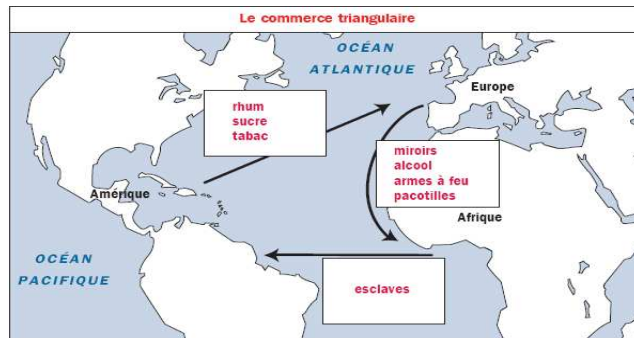 Le commerce triangulaire
OCÉAN
ATLANTIQUE
Europe
rhum
sucre
tabac
miroirs
alcool
armes à feu
pacotilles
Amérique
Afrique
OCÉAN
PACIFIQUE
esclaves